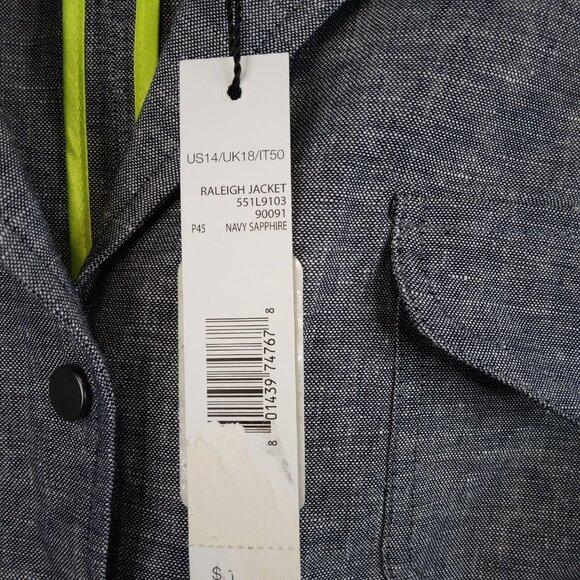 US14/UK18/IT50
RALEIGH JACKET
551L9103
90091
P45 NAVY SAPPHIRE
8 01439 74767 8
$